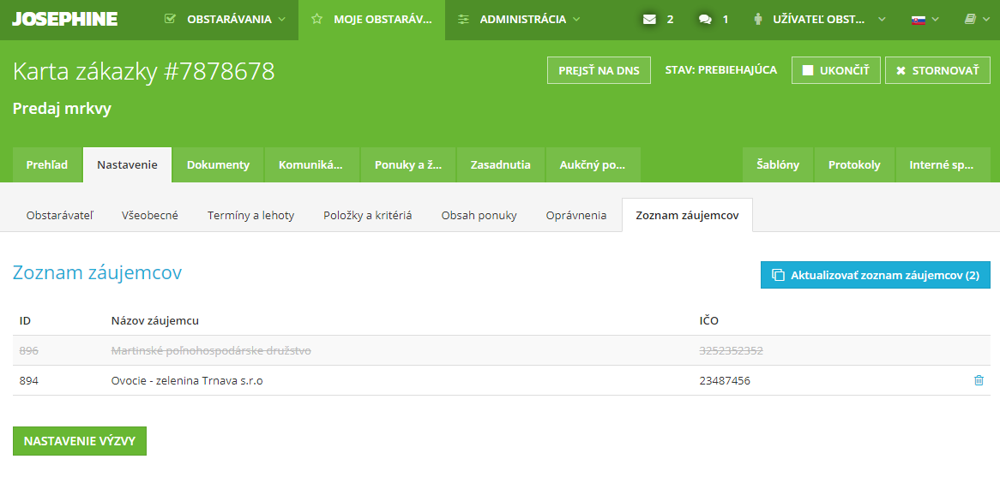 JOSEPHINE OBSTARÁVANIA MOJE OBSTARÁV... ADMINISTRÁCIA 2 1 UŽÍVATEĽ OBST...
Karta zákazky #7878678 PREJSŤ NA DNS STAV: PREBIEHAJÚCA UKONČIŤ STORNOVAŤ
Predaj mrkvy
Prehľad Nastavenie Dokumenty Komuniká... Ponuky a ž... Zasadnutia Aukčný po... Šablóny Protokoly Interné sp...
Obstarávateľ Všeobecné Termíny a lehoty Položky a kritériá Obsah ponuky Oprávnenia Zoznam záujemcov
Zoznam záujemcov Aktualizovať zoznam záujemcov (2)
ID Názov záujemcu IČO
896 Martinské poľnohospodárske družstvo 3252352352
894 Ovocie - zelenina Trnava s.r.o 23487456
NASTAVENIE VÝZVY